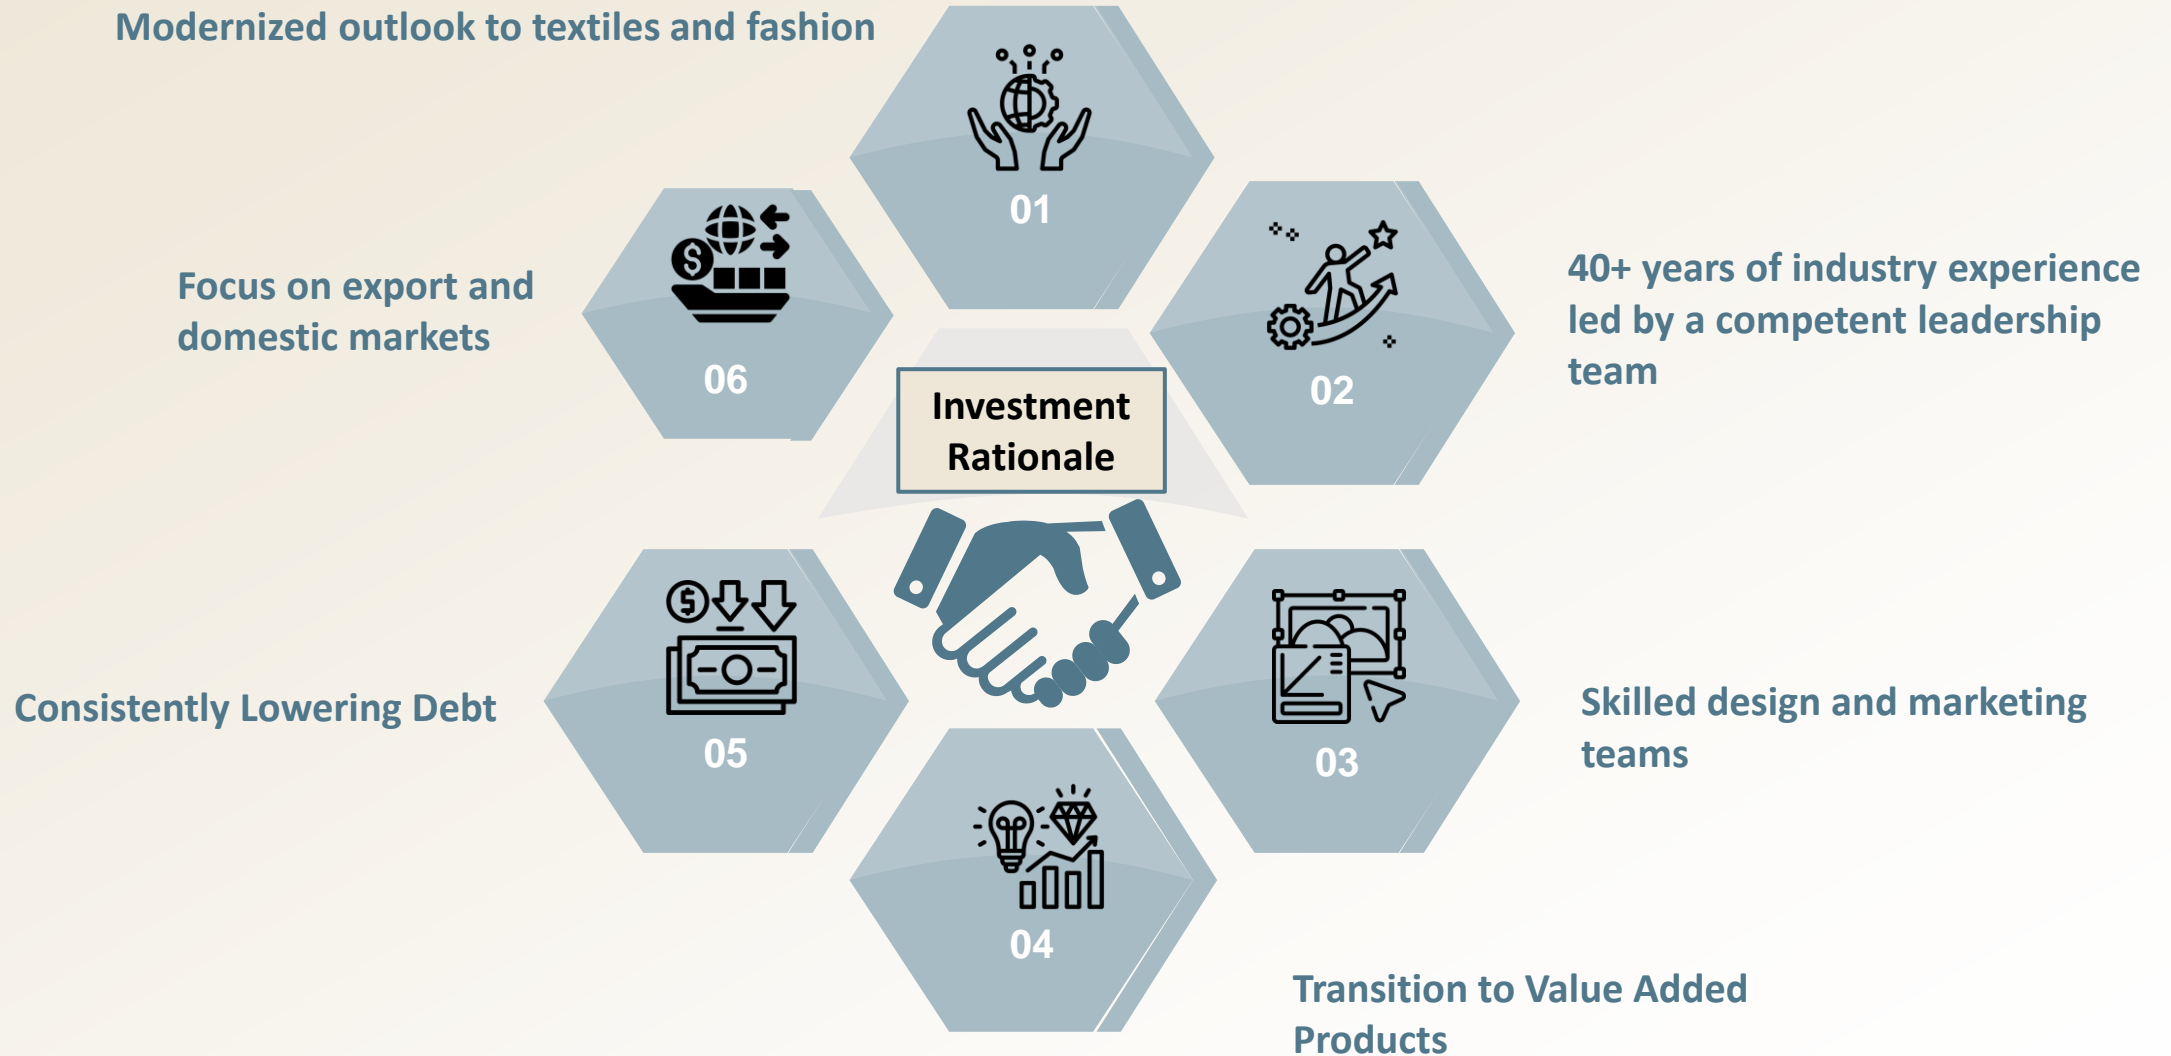 Modernized outlook to textiles and fashion
01
02
40+ years of industry experience
led by a competent leadership
team
03
Skilled design and marketing
teams
04
Transition to Value Added
Products
05
Consistently Lowering Debt
06
Focus on export and
domestic markets
Investment
Rationale